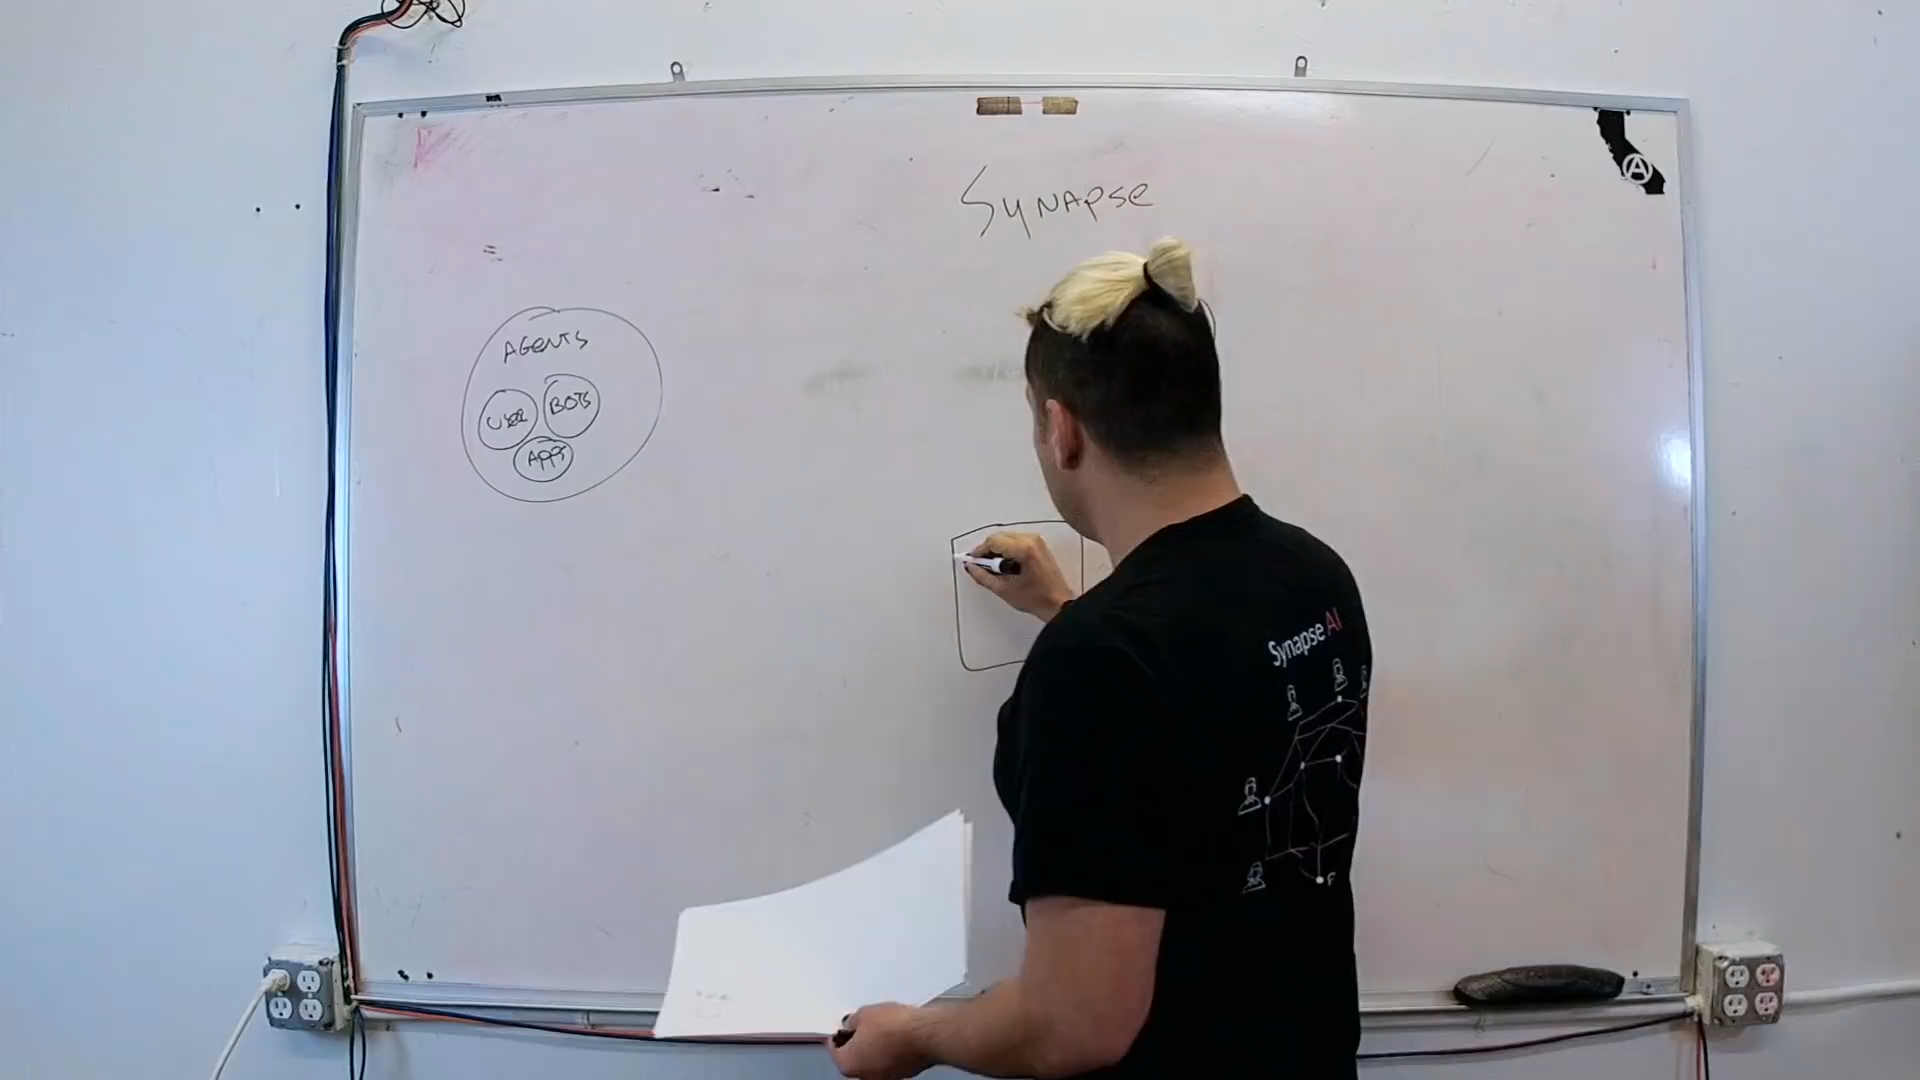 Synapse
AGENTS
User
BOTS
Apps
Synapse AI
F
A